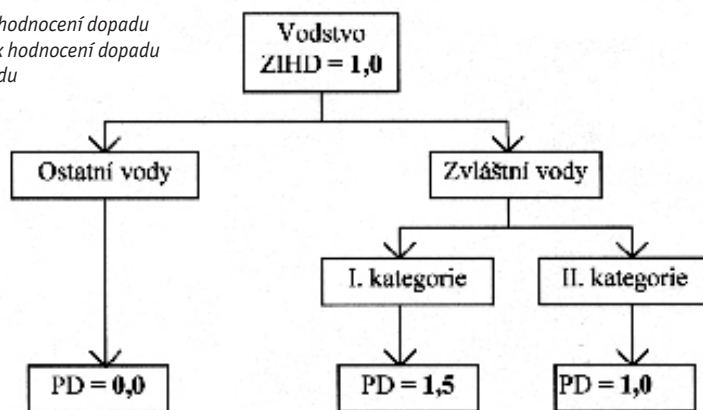 hodnocení dopadu
x hodnocení dopadu
du
Vodstvo
ZIHD = 1,0
Ostatní vody
Zvláštní vody
I. kategorie
II. kategorie
PD = 0,0
PD = 1,5
PD = 1,0